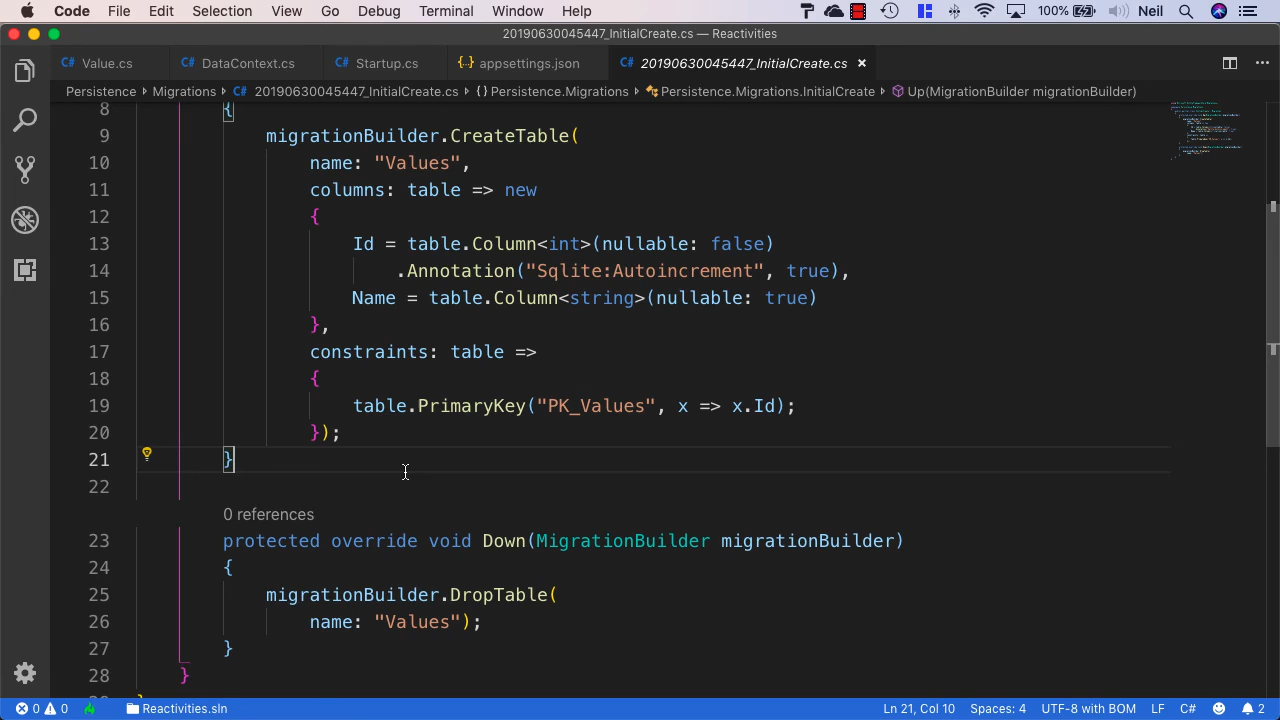 Code File Edit Selection View Go Debug Terminal Window Help 100% Neil
20190630045447_InitialCreate.cs — Reactivities
C# Value.cs C# DataContext.cs C# Startup.cs {} appsettings.json C# 20190630045447_InitialCreate.cs
Persistence › Migrations › C# 20190630045447_InitialCreate.cs › {} Persistence.Migrations › Persistence.Migrations.InitialCreate › Up(MigrationBuilder migrationBuilder)
8 {
9 migrationBuilder.CreateTable(
10 name: "Values",
11 columns: table => new
12 {
13 Id = table.Column<int>(nullable: false)
14 .Annotation("Sqlite:Autoincrement", true),
15 Name = table.Column<string>(nullable: true)
16 },
17 constraints: table =>
18 {
19 table.PrimaryKey("PK_Values", x => x.Id);
20 });
21 }
22
0 references
23 protected override void Down(MigrationBuilder migrationBuilder)
24 {
25 migrationBuilder.DropTable(
26 name: "Values");
27 }
28 }
0 0 Reactivities.sln Ln 21, Col 10 Spaces: 4 UTF-8 with BOM LF C# 2